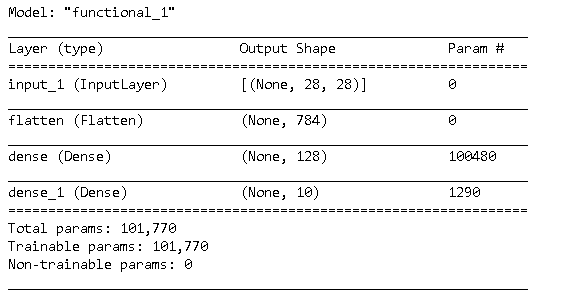 Model: "functional_1"
Layer (type) Output Shape Param #
input_1 (InputLayer) [(None, 28, 28)] 0
flatten (Flatten) (None, 784) 0
dense (Dense) (None, 128) 100480
dense_1 (Dense) (None, 10) 1290
Total params: 101,770
Trainable params: 101,770
Non-trainable params: 0